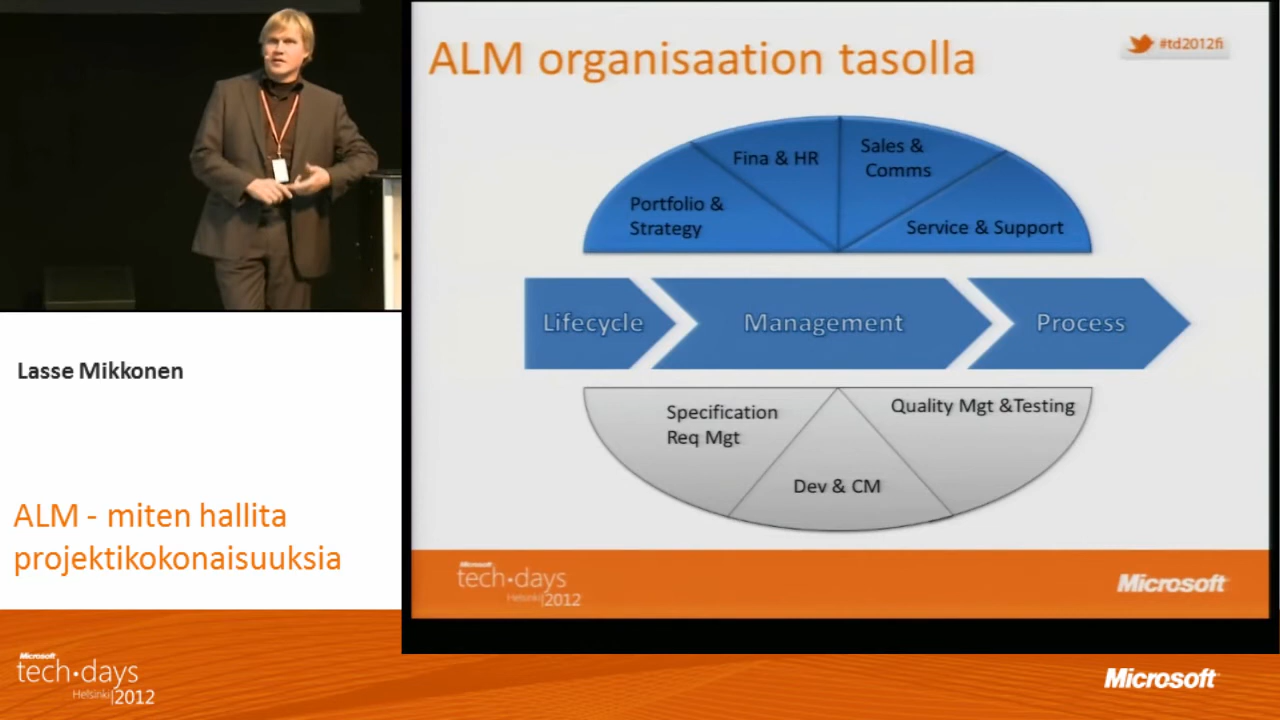 ALM organisaation tasolla
#td2012fi
Fina & HR
Sales &
Comms
Portfolio &
Strategy
Service & Support
Lifecycle
Management
Process
Lasse Mikkonen
Specification
Req Mgt
Quality Mgt &Testing
Dev & CM
ALM - miten hallita
projektikokonaisuuksia
Microsoft
tech·days
Helsinki|2012
Microsoft
Microsoft
tech·days
Helsinki|2012
Microsoft